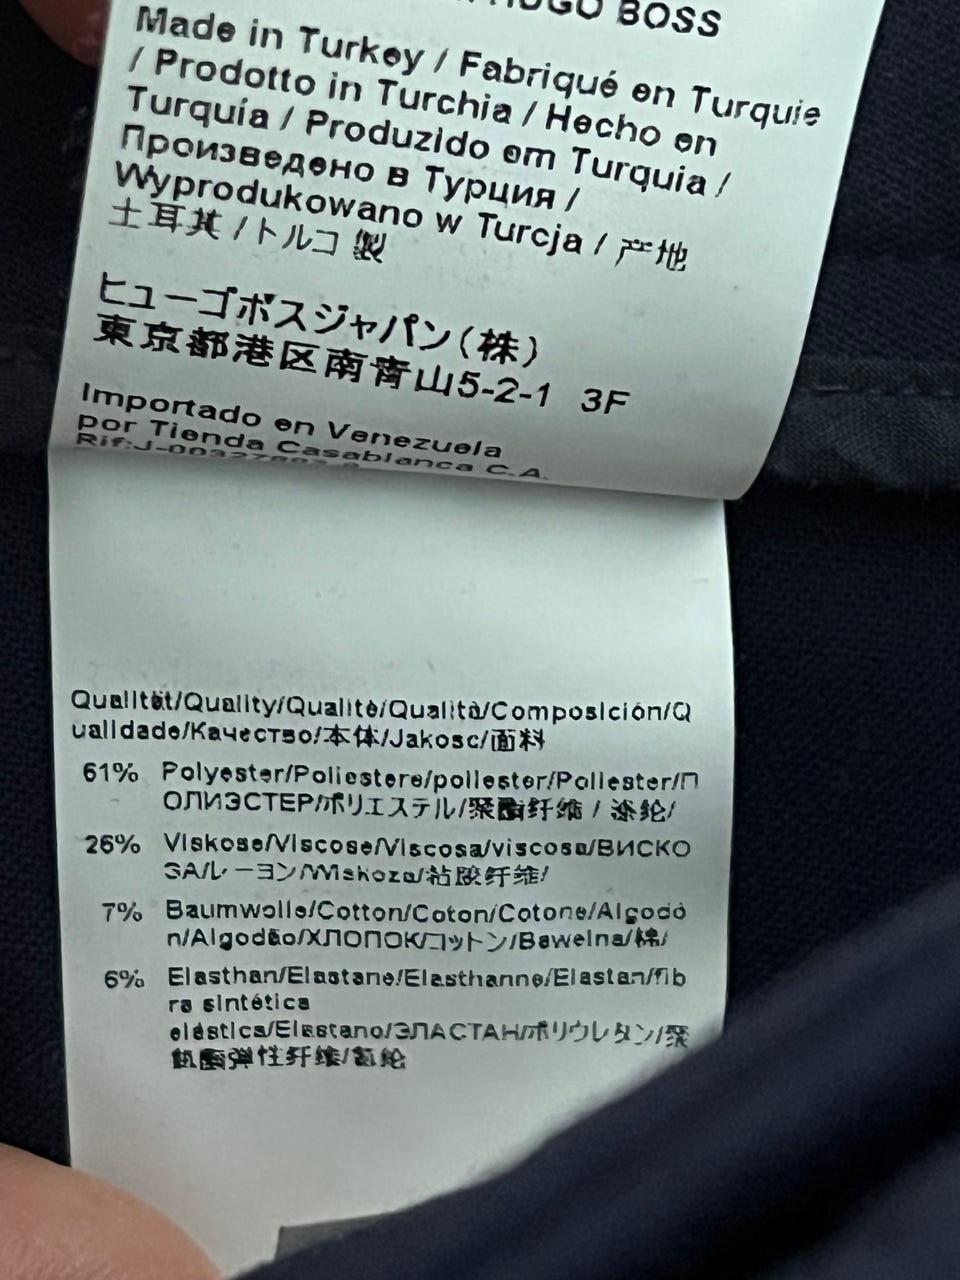 HUGO BOSS
Made in Turkey / Fabriqué en Turquie
/ Prodotto in Turchia / Hecho en
Turquía / Produzido em Turquia /
Произведено в Турция /
Wyprodukowano w Turcja / 产地
土耳其 / トルコ 製
ヒューゴボスジャパン(株)
東京都港区南青山5-2-1 3F
Importado en Venezuela
por Tienda Casablanca C.A.
Qualität/Quality/Qualité/Qualità/Composición/Q
ualidade/Качество/本体/Jakosc/面料
61% Polyester/Poliestere/poliester/Poliester/П
ОЛИЭСТЕР/ポリエステル/聚酯纤维 / 涤纶/
26% Viskose/Viscose/Viscosa/viscosa/ВИСКО
ЗА/レーヨン/Wiskoza/粘胶纤维/
7% Baumwolle/Cotton/Coton/Cotone/Algodó
n/Algodão/ХЛОПОК/コットン/Bawelna/棉/
6% Elasthan/Elastane/Elasthanne/Elastan/fib
ra sintética
elástica/Elastano/ЭЛАСТАН/ポリウレタン/聚
氨酯弹性纤维/氨纶